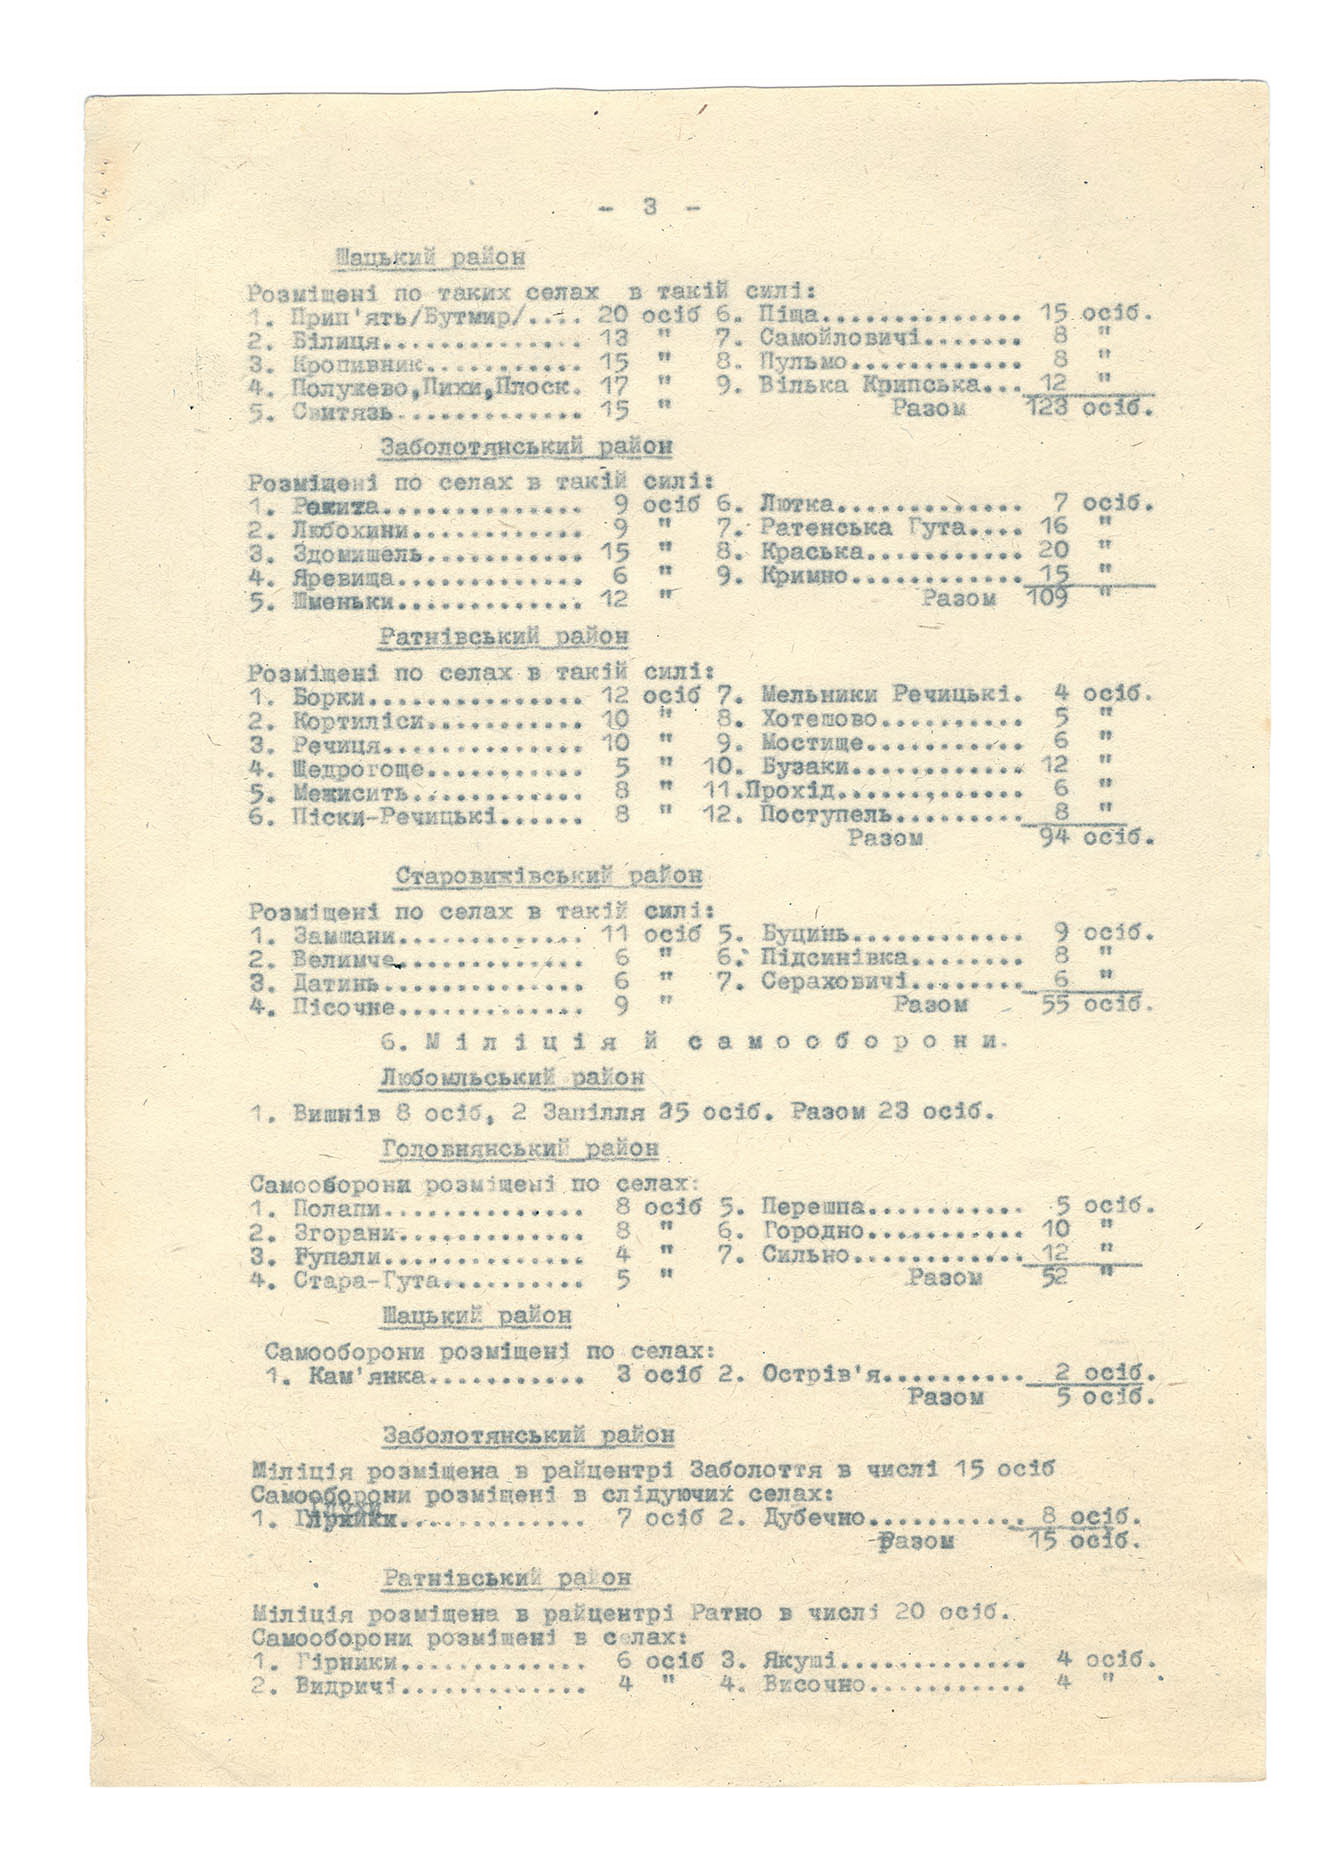 - 3 -
Шацький район
Розміщені по таких селах в такій силі:
1. Прип'ять/Бутмир/.... 20 осіб 6. Піща.............. 15 осіб.
2. Білиця.............. 13 " 7. Самойловичі....... 8 "
3. Кропивник........... 15 " 8. Пульмо............ 8 "
4. Полужево,Пихи,Плоск. 17 " 9. Вілька Крипська... 12 "
5. Свитязь............. 15 " Разом 123 осіб.
Заболотянський район
Розміщені по селах в такій силі:
1. Рокита.............. 9 осіб 6. Лютка............. 7 осіб.
2. Любохини............ 9 " 7. Ратенська Гута.... 16 "
3. Здомишель........... 15 " 8. Краська........... 20 "
4. Яревища............. 6 " 9. Кримно............ 15 "
5. Шменьки............. 12 " Разом 109 "
Ратнівський район
Розміщені по селах в такій силі:
1. Борки............... 12 осіб 7. Мельники Речицькі. 4 осіб.
2. Кортиліси........... 10 " 8. Хотешово.......... 5 "
3. Речиця.............. 10 " 9. Мостище........... 6 "
4. Щедрогоще........... 5 " 10. Бузаки............ 12 "
5. Межисить............ 8 " 11.Прохід............. 6 "
6. Піски-Речицькі...... 8 " 12. Поступель......... 8 "
Разом 94 осіб.
Старовижівський район
Розміщені по селах в такій силі:
1. Замшани............. 11 осіб 5. Буцинь............ 9 осіб.
2. Велимче............. 6 " 6. Підсинівка........ 8 "
3. Датинь.............. 6 " 7. Сераховичі........ 6 "
4. Пісочне............. 9 " Разом 55 осіб.
6. М і л і ц і я й с а м о о б о р о н и.
Любомльський район
1. Вишнів 8 осіб, 2 Запілля 15 осіб. Разом 23 осіб.
Головнянський район
Самооборони розміщені по селах:
1. Полапи.............. 8 осіб 5. Перешпа........... 5 осіб.
2. Згорани............. 8 " 6. Городно........... 10 "
3. Рупали.............. 4 " 7. Сильно............ 12 "
4. Стара-Гута.......... 5 " Разом 52 "
Шацький район
Самооборони розміщені по селах:
1. Кам'янка........... 3 осіб 2. Острів'я.......... 2 осіб.
Разом 5 осіб.
Заболотянський район
Міліція розміщена в райцентрі Заболоття в числі 15 осіб
Самооборони розміщені в слідуючих селах:
1. ............. 7 осіб 2. Дубечно........... 8 осіб.
Разом 15 осіб.
Ратнівський район
Міліція розміщена в райцентрі Ратно в числі 20 осіб.
Самооборони розміщені в селах:
1. Гірники............. 6 осіб 3. Якуші............. 4 осіб.
2. Видричі............. 4 " 4. Височно........... 4 "